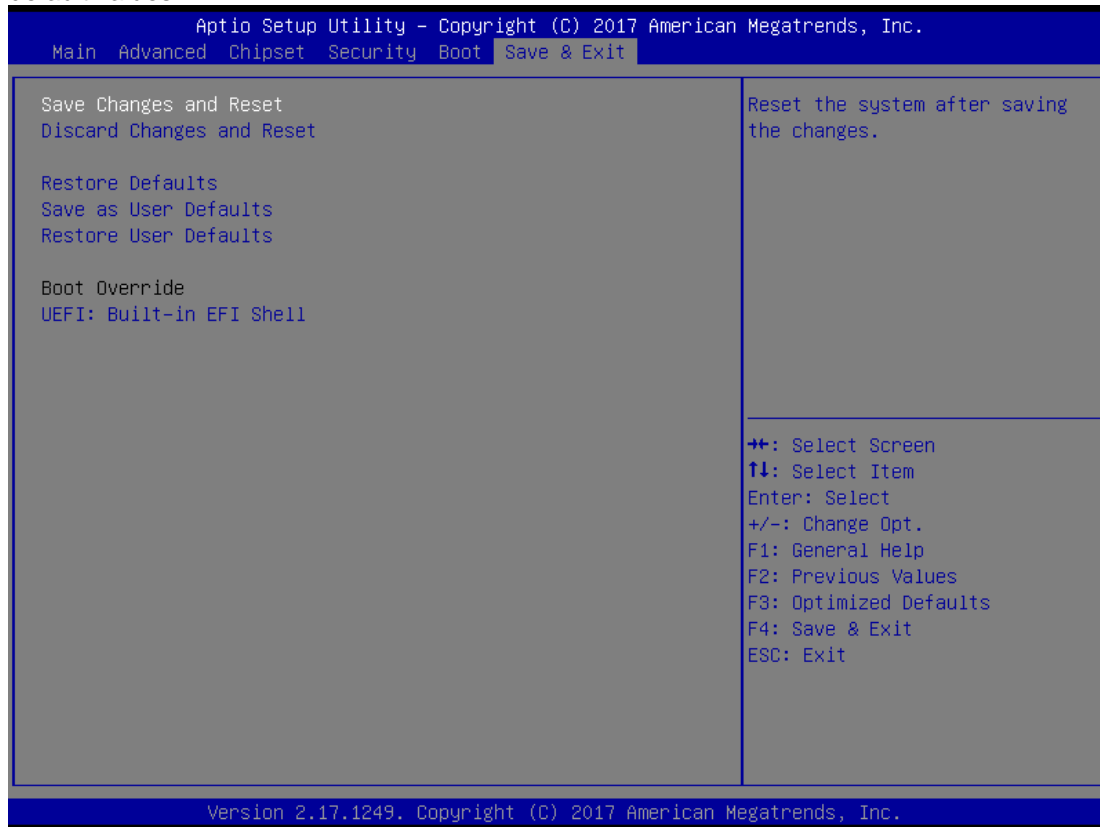 Aptio Setup Utility – Copyright (C) 2017 American Megatrends, Inc.
Main Advanced Chipset Security Boot Save & Exit
Save Changes and Reset
Discard Changes and Reset
Restore Defaults
Save as User Defaults
Restore User Defaults
Boot Override
UEFI: Built-in EFI Shell
Reset the system after saving
the changes.
→←: Select Screen
↑↓: Select Item
Enter: Select
+/-: Change Opt.
F1: General Help
F2: Previous Values
F3: Optimized Defaults
F4: Save & Exit
ESC: Exit
Version 2.17.1249. Copyright (C) 2017 American Megatrends, Inc.